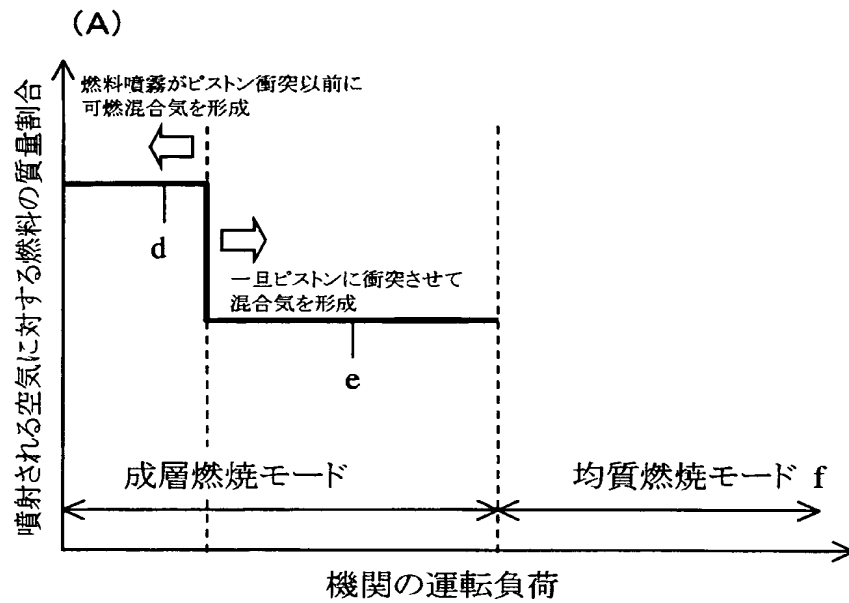 (A)
噴射される空気に対する燃料の質量割合
燃料噴霧がピストン衝突以前に
可燃混合気を形成
d
一旦ピストンに衝突させて
混合気を形成
e
成層燃焼モード
均質燃焼モード f
機関の運転負荷